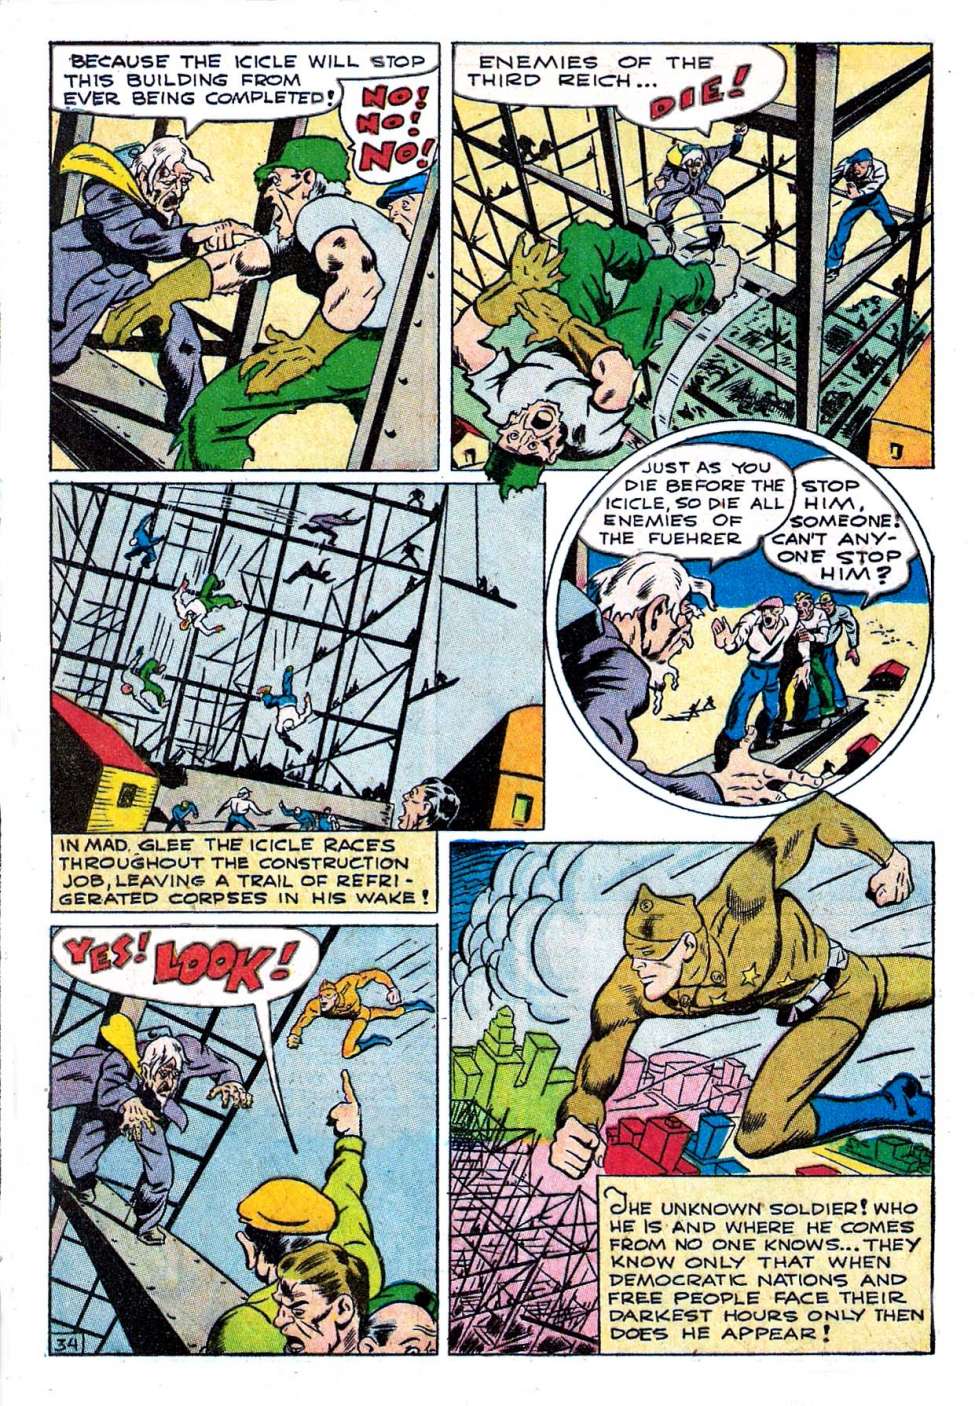 BECAUSE THE ICICLE WILL STOP
THIS BUILDING FROM
EVER BEING COMPLETED!
NO!
NO!
NO!
ENEMIES OF THE
THIRD REICH...
DIE!
IN MAD, GLEE THE ICICLE RACES
THROUGHOUT THE CONSTRUCTION
JOB, LEAVING A TRAIL OF REFRI-
GERATED CORPSES IN HIS WAKE!
JUST AS YOU
DIE BEFORE THE
ICICLE, SO DIE ALL
ENEMIES OF
THE FUEHRER
STOP
HIM,
SOMEONE!
CAN'T ANY-
ONE STOP
HIM?
YES! LOOK!
34
THE UNKNOWN SOLDIER! WHO
HE IS AND WHERE HE COMES
FROM NO ONE KNOWS... THEY
KNOW ONLY THAT WHEN
DEMOCRATIC NATIONS AND
FREE PEOPLE FACE THEIR
DARKEST HOURS ONLY THEN
DOES HE APPEAR!